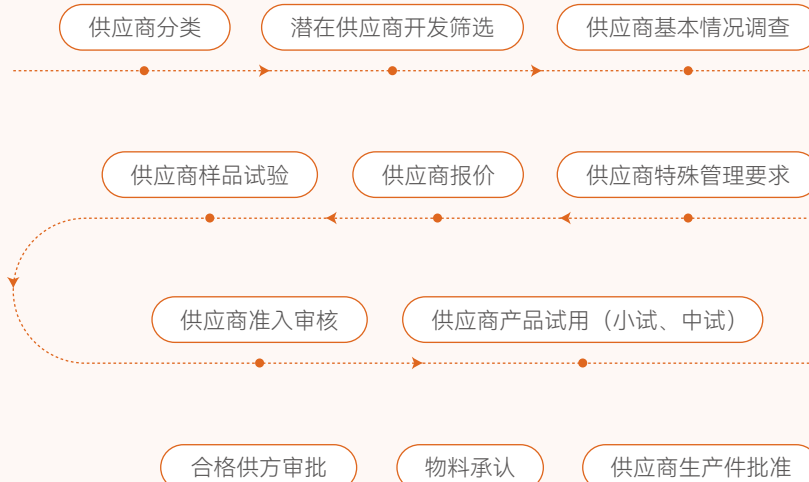 供应商分类 潜在供应商开发筛选 供应商基本情况调查
供应商样品试验 供应商报价 供应商特殊管理要求
供应商准入审核 供应商产品试用（小试、中试）
合格供方审批 物料承认 供应商生产件批准